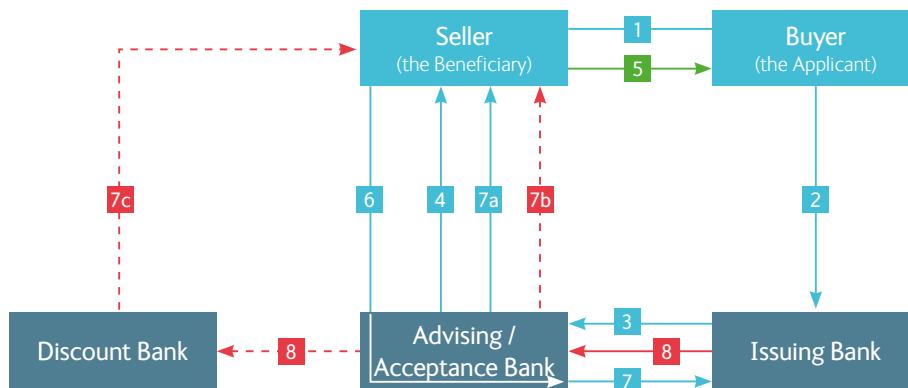 Seller
(the Beneficiary)
1
Buyer
(the Applicant)
5
7c
6
4
7a
7b
2
Discount Bank
8
Advising /
Acceptance Bank
3
8
7
Issuing Bank